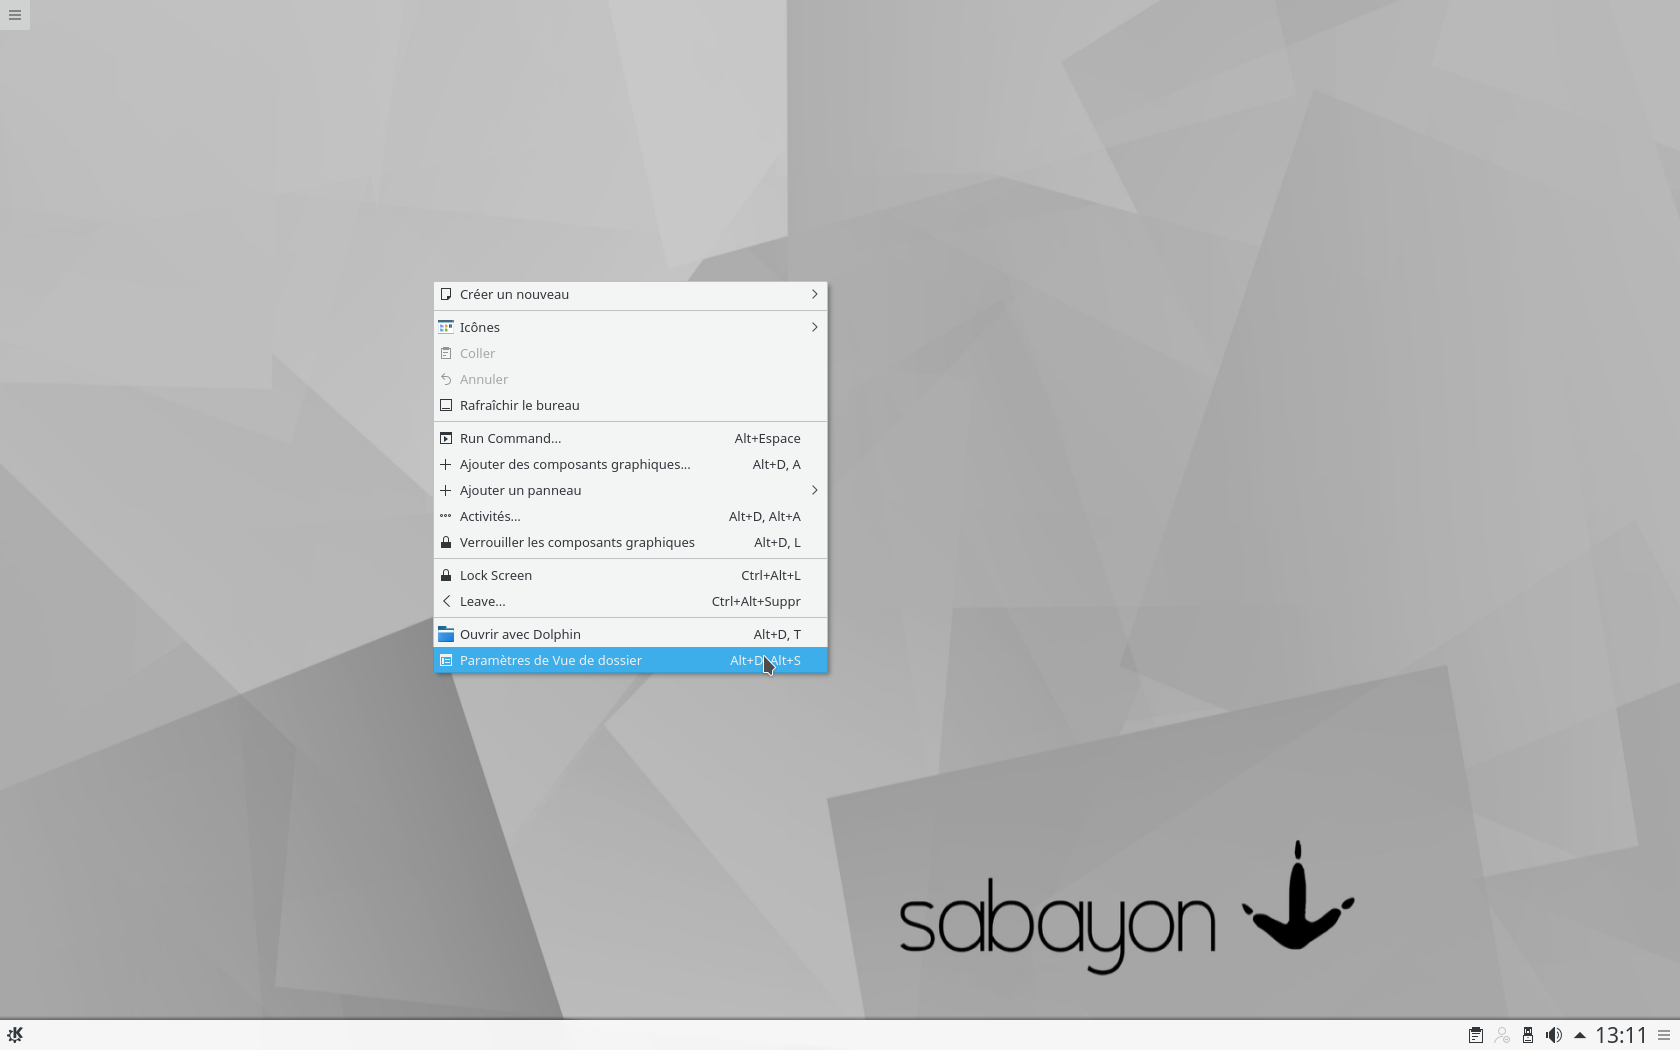 Créer un nouveau
Icônes
Coller
Annuler
Rafraîchir le bureau
Run Command... Alt+Espace
Ajouter des composants graphiques... Alt+D, A
Ajouter un panneau
Activités... Alt+D, Alt+A
Verrouiller les composants graphiques Alt+D, L
Lock Screen Ctrl+Alt+L
Leave... Ctrl+Alt+Suppr
Ouvrir avec Dolphin Alt+D, T
Paramètres de Vue de dossier Alt+D, Alt+S
sabayon
13:11